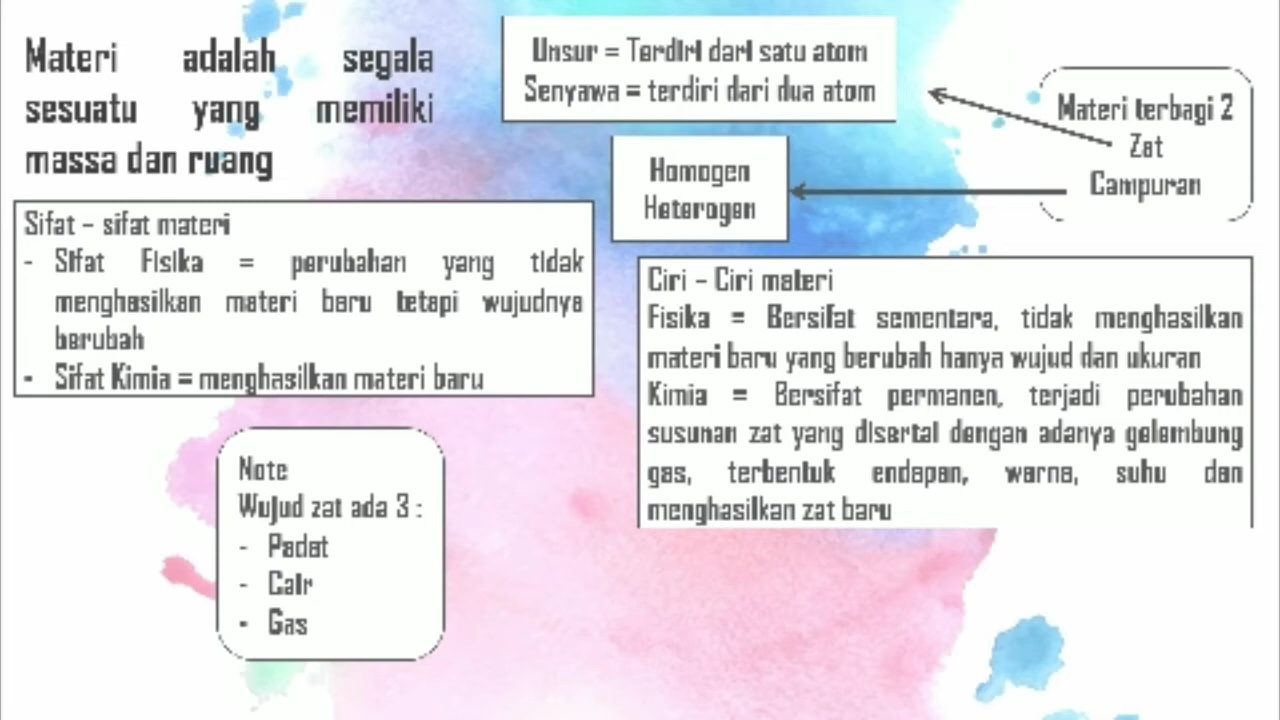 Materi adalah segala
sesuatu yang memiliki
massa dan ruang
Unsur = Terdiri dari satu atom
Senyawa = terdiri dari dua atom
Materi terbagi 2
Zat
Campuran
Homogen
Heterogen
Sifat – sifat materi
- Sifat Fisika = perubahan yang tidak
menghasilkan materi baru tetapi wujudnya
berubah
- Sifat Kimia = menghasilkan materi baru
Ciri – Ciri materi
Fisika = Bersifat sementara, tidak menghasilkan
materi baru yang berubah hanya wujud dan ukuran
Kimia = Bersifat permanen, terjadi perubahan
susunan zat yang disertai dengan adanya gelembung
gas, terbentuk endapan, warna, suhu dan
menghasilkan zat baru
Note
Wujud zat ada 3 :
- Padat
- Cair
- Gas